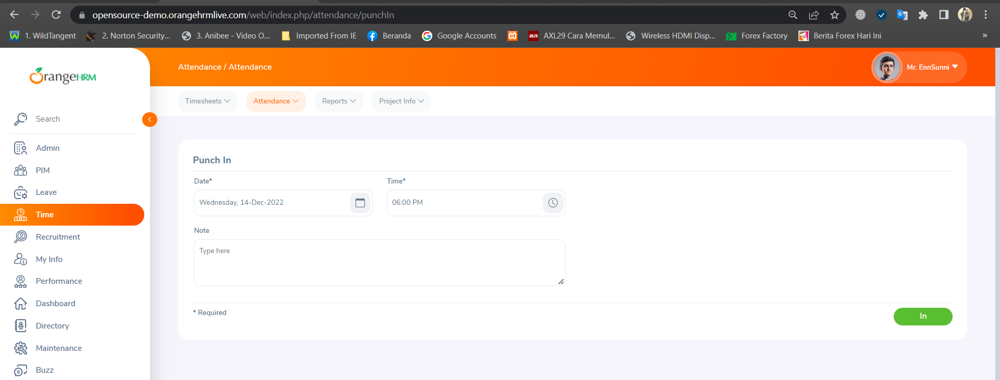 opensource-demo.orangehrmlive.com/web/index.php/attendance/punchIn
1. WildTangent
2. Norton Security...
3. Anibee - Video O...
Imported From IE
Beranda
Google Accounts
AXL29 Cara Memul...
Wireless HDMI Disp...
Forex Factory
Berita Forex Hari Ini
»
OrangeHRM
Attendance / Attendance
Mr. EnnSunni
Timesheets
Attendance
Reports
Project Info
Search
Admin
PIM
Leave
Time
Recruitment
My Info
Performance
Dashboard
Directory
Maintenance
Buzz
Punch In
Date*
Time*
Wednesday, 14-Dec-2022
06:00 PM
Note
Type here
* Required
In